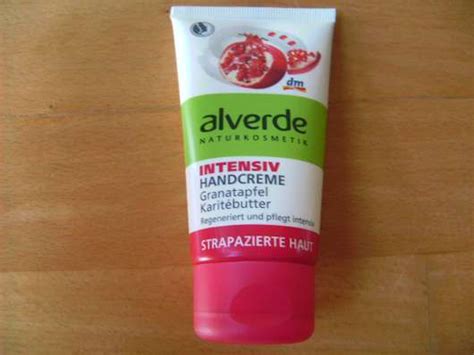 dm
alverde
NATURKOSMETIK
INTENSIV
HANDCREME
Granatapfel
Karitébutter
Regeneriert und pflegt intensiv
STRAPAZIERTE HAUT